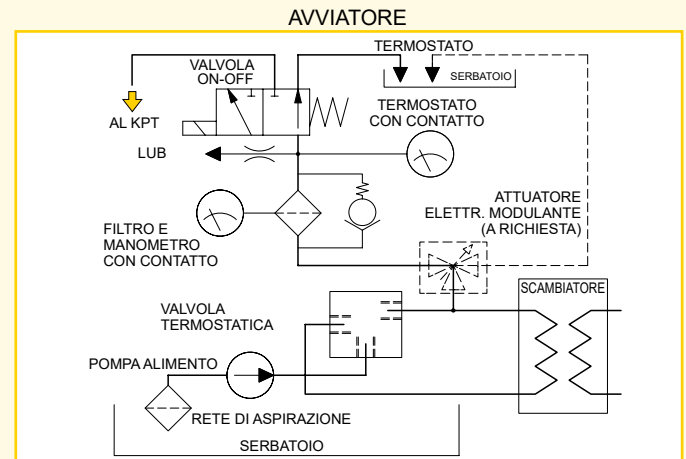 AVVIATORE
TERMOSTATO
VALVOLA
ON-OFF
SERBATOIO
AL KPT
TERMOSTATO
CON CONTATTO
LUB
ATTUATORE
ELETTR. MODULANTE
(A RICHIESTA)
FILTRO E
MANOMETRO
CON CONTATTO
SCAMBIATORE
VALVOLA
TERMOSTATICA
POMPA ALIMENTO
RETE DI ASPIRAZIONE
SERBATOIO